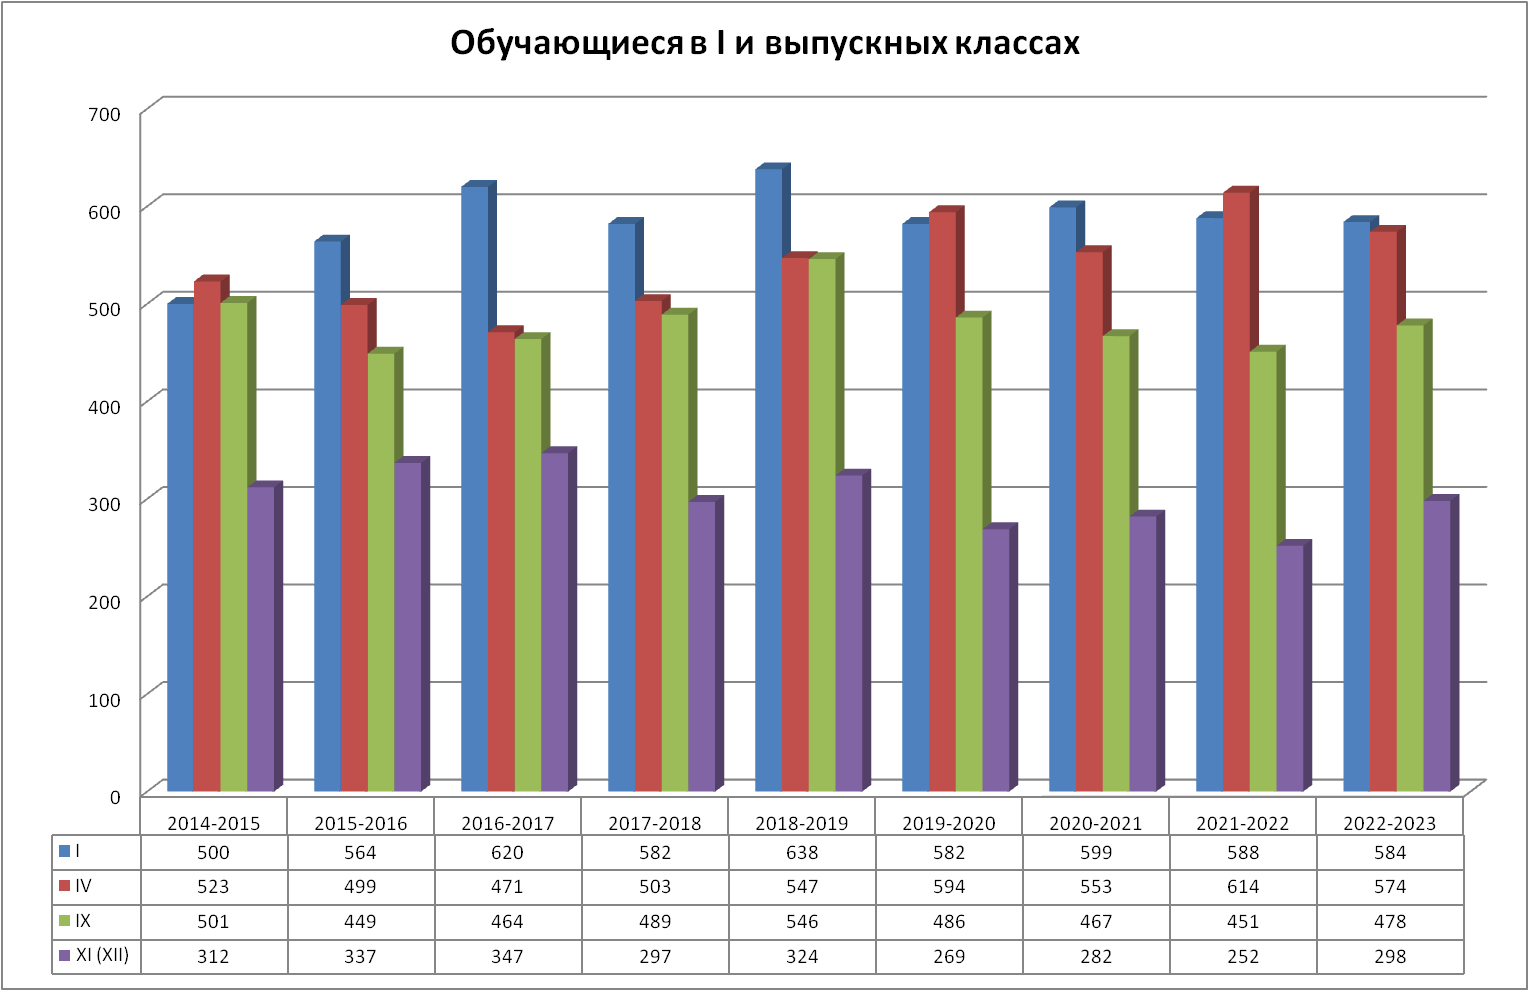 Обучающиеся в I и выпускных классах
700
600
500
400
300
200
100
0
2014-2015 2015-2016 2016-2017 2017-2018 2018-2019 2019-2020 2020-2021 2021-2022 2022-2023
I 500 564 620 582 638 582 599 588 584
IV 523 499 471 503 547 594 553 614 574
IX 501 449 464 489 546 486 467 451 478
XI (XII) 312 337 347 297 324 269 282 252 298